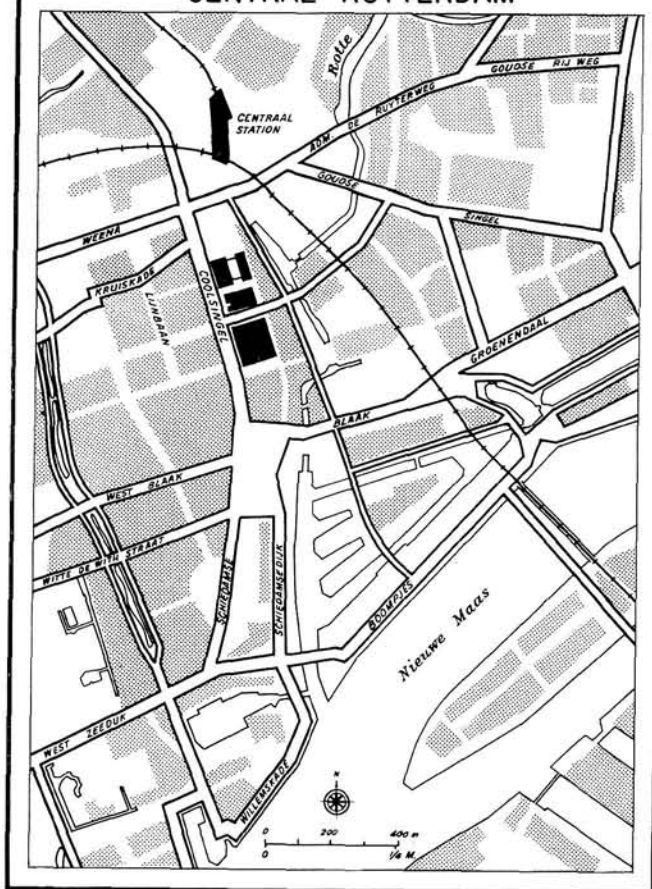 CENTRAAL ROTTERDAM
Rotte
GOUDSE RIJ WEG
CENTRAAL
STATION
ADM. DE RUYTERWEG
GOUDSE SINGEL
WEENA
KRUISKADE
LIJNBAAN
COOLSINGEL
GROENENDAAL
BLAAK
WEST BLAAK
WITTE DE WITH STRAAT
SCHIEDAMSE
SCHIEDAMSEDIJK
BOOMPJES
Nieuwe Maas
WEST ZEEDIJK
WILLEMSKADE
N
0 200 400 m
0 1/4 M.